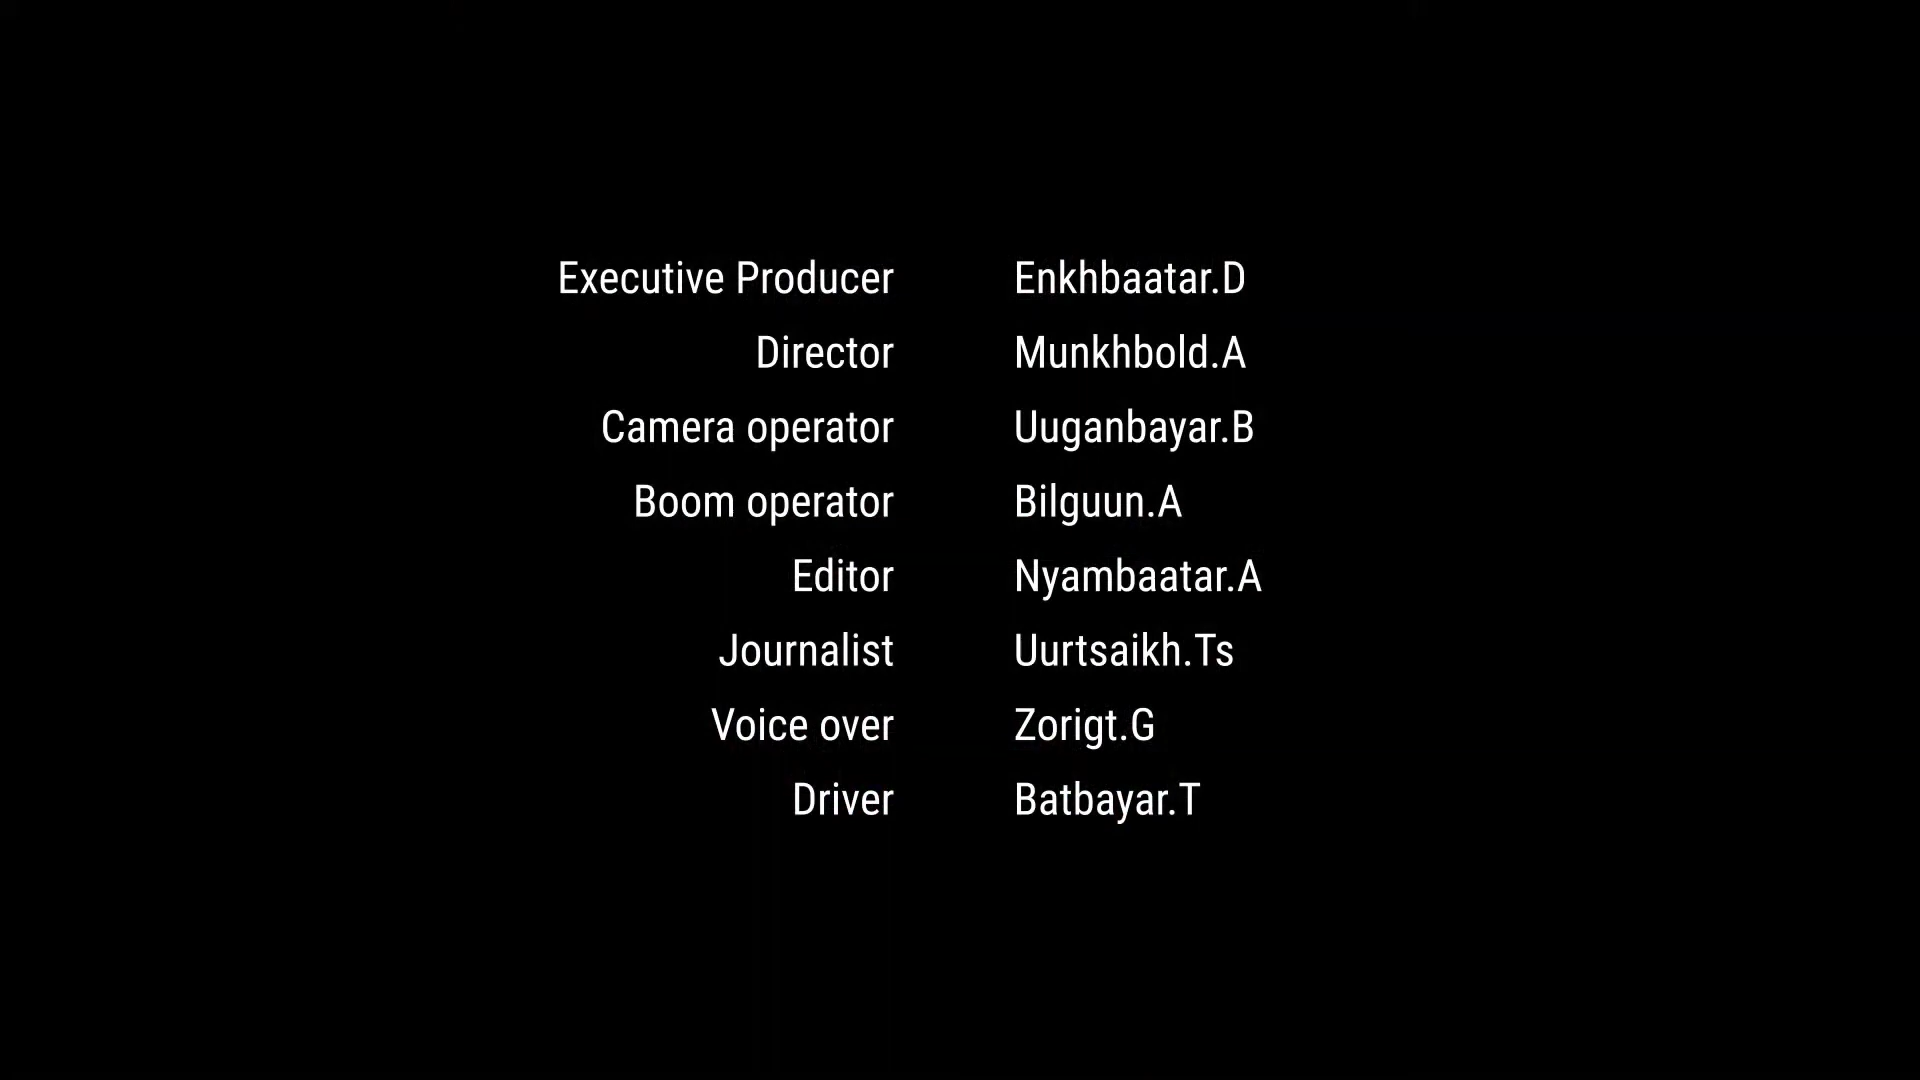 Executive Producer Enkhbaatar.D
Director Munkhbold.A
Camera operator Uuganbayar.B
Boom operator Bilguun.A
Editor Nyambaatar.A
Journalist Uurtsaikh.Ts
Voice over Zorigt.G
Driver Batbayar.T